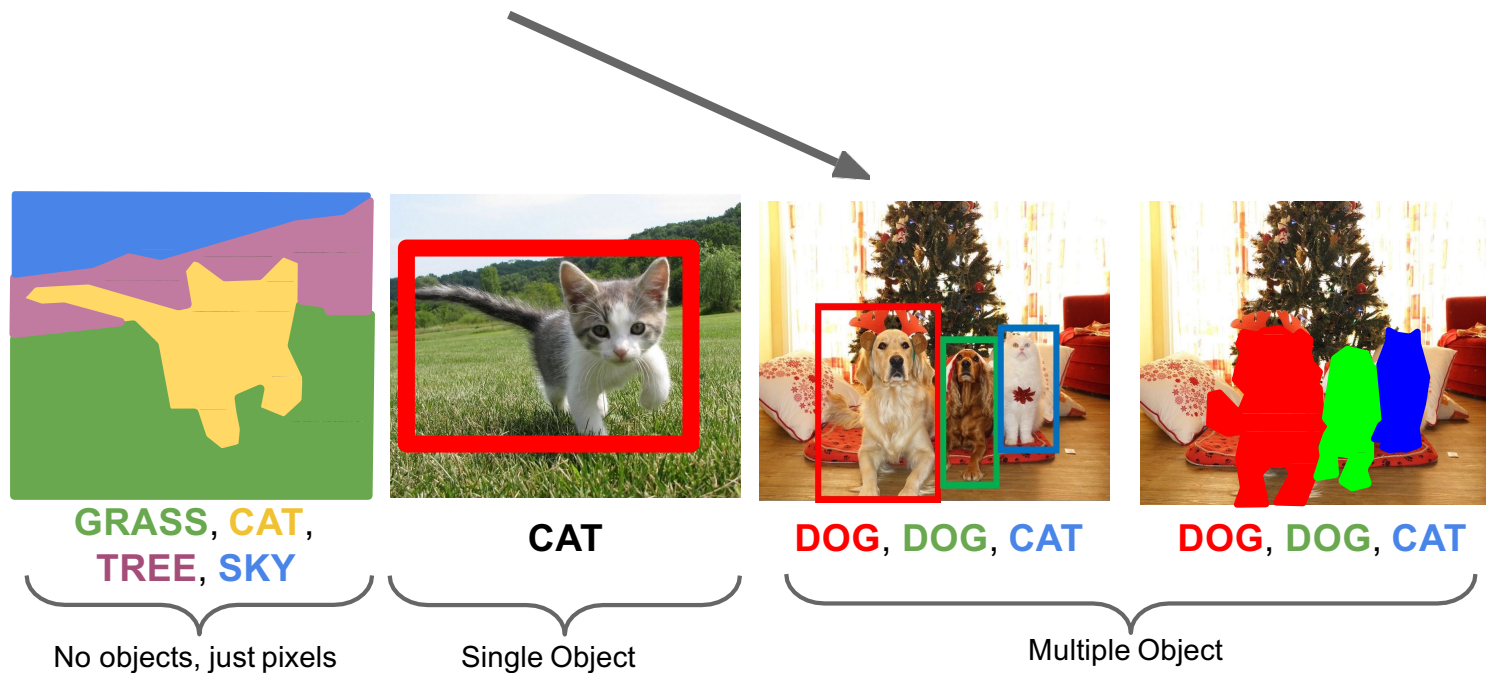 GRASS, CAT,
TREE, SKY
CAT
DOG, DOG, CAT
DOG, DOG, CAT
No objects, just pixels
Single Object
Multiple Object